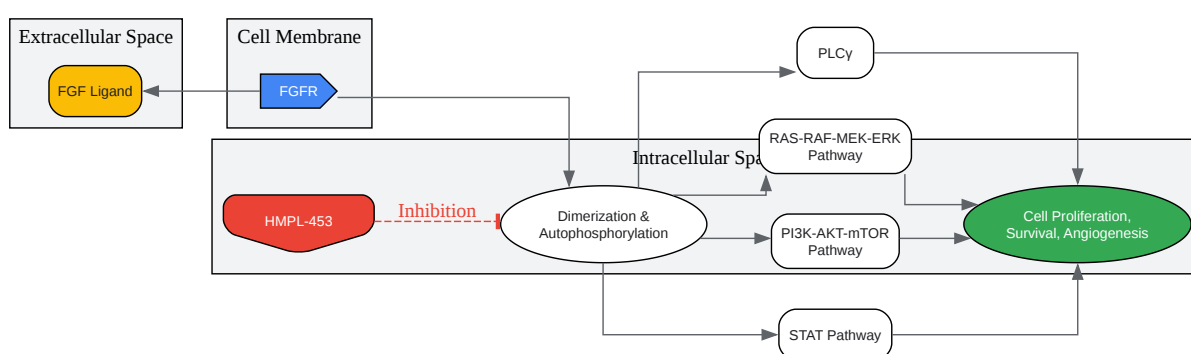 Extracellular Space
FGF Ligand
Cell Membrane
FGFR
PLCγ
RAS-RAF-MEK-ERK
Pathway
Intracellular Spa
HMPL-453
Inhibition
Dimerization &
Autophosphorylation
PI3K-AKT-mTOR
Pathway
Cell Proliferation,
Survival, Angiogenesis
STAT Pathway